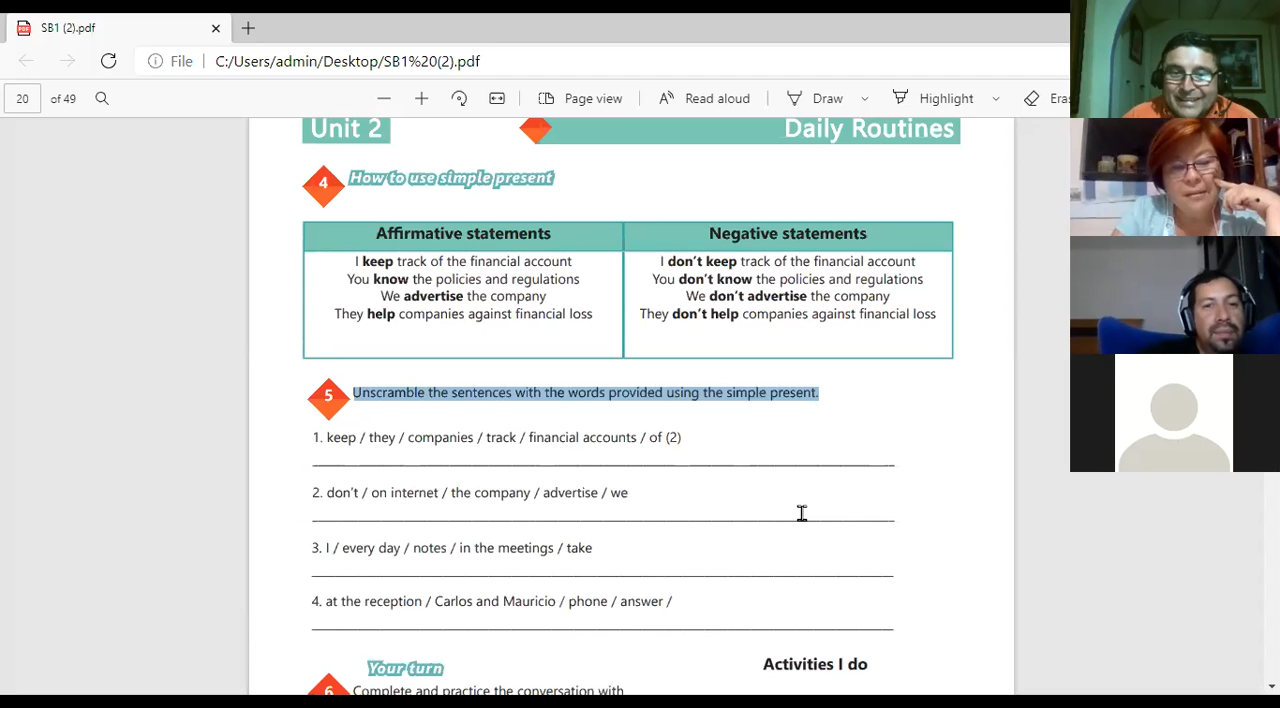 SB1 (2).pdf
File C:/Users/admin/Desktop/SB1%20(2).pdf
20 of 49 Page view Read aloud Draw Highlight Eras
Unit 2 Daily Routines
4 How to use simple present
Affirmative statements Negative statements
I keep track of the financial account I don't keep track of the financial account
You know the policies and regulations You don't know the policies and regulations
We advertise the company We don't advertise the company
They help companies against financial loss They don't help companies against financial loss
5 Unscramble the sentences with the words provided using the simple present.
1. keep / they / companies / track / financial accounts / of (2)
2. don't / on internet / the company / advertise / we
3. I / every day / notes / in the meetings / take
4. at the reception / Carlos and Mauricio / phone / answer /
Your turn Activities I do
6 Complete and practice the conversation with